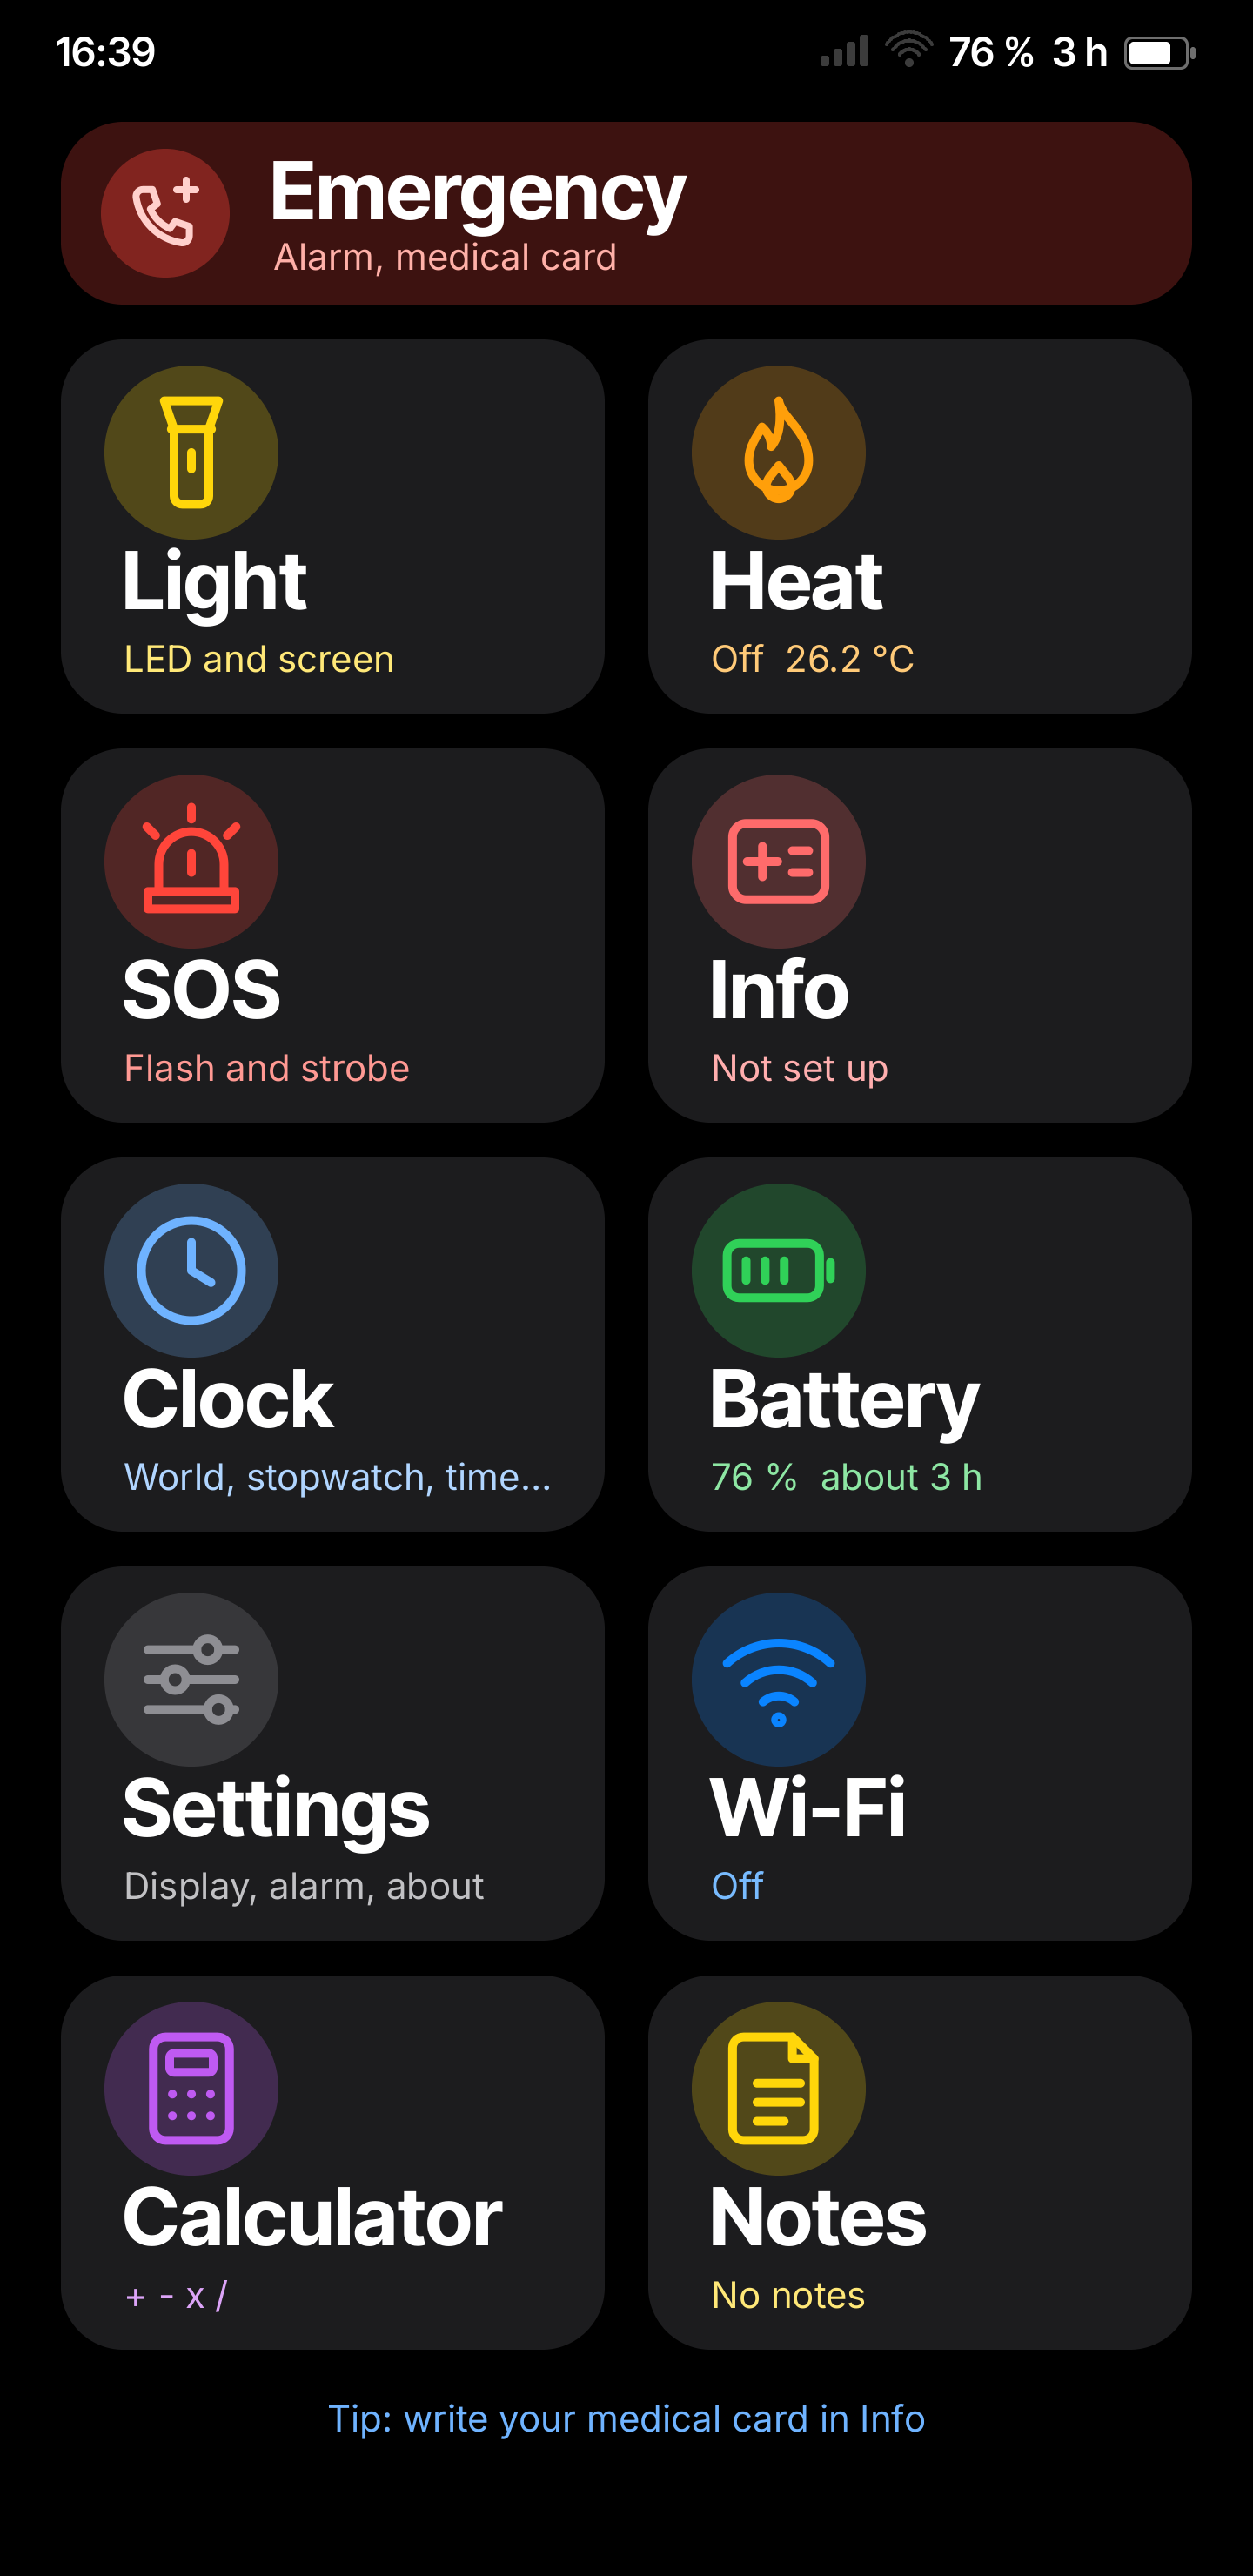 16:39 76 % 3 h
Emergency
Alarm, medical card
Light
LED and screen
Heat
Off 26.2 °C
SOS
Flash and strobe
Info
Not set up
Clock
World, stopwatch, time...
Battery
76 % about 3 h
Settings
Display, alarm, about
Wi-Fi
Off
Calculator
+ - x /
Notes
No notes
Tip: write your medical card in Info